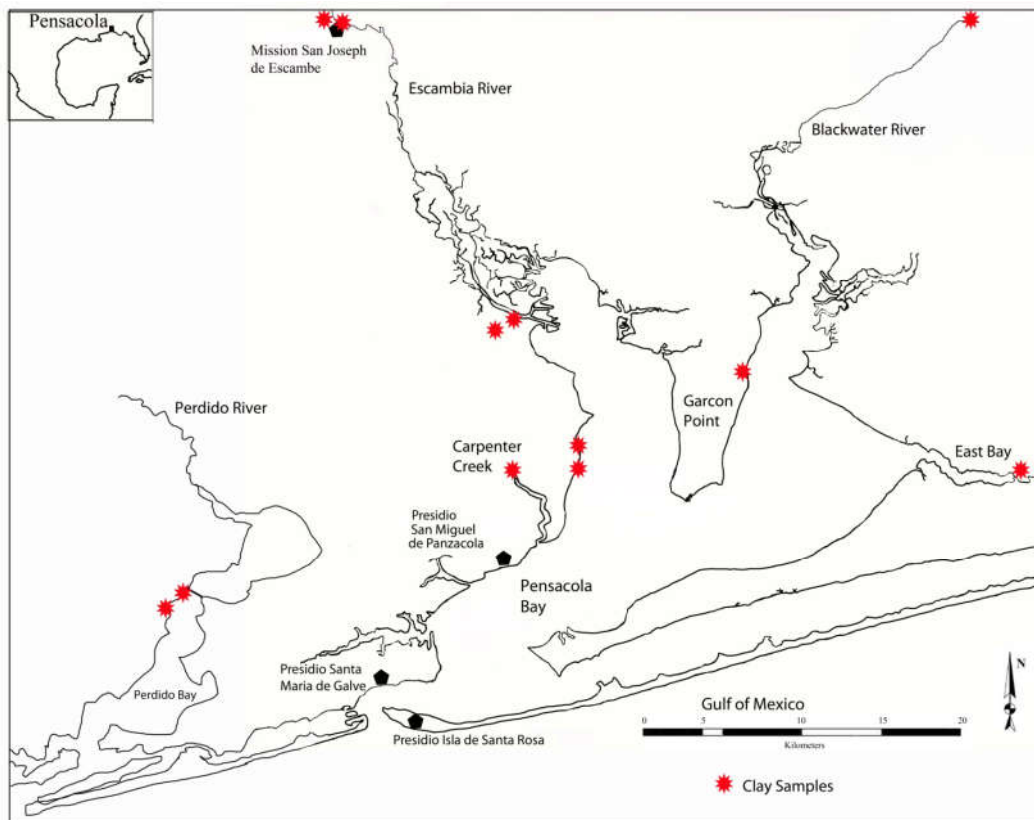 Pensacola
Mission San Joseph
de Escambe
Escambia River
Blackwater River
Perdido River
Garcon
Point
Carpenter
Creek
East Bay
Presidio
San Miguel
de Panzacola
Pensacola
Bay
Presidio Santa
Maria de Galve
Perdido Bay
N
Gulf of Mexico
0 5 10 15 20
Kilometers
Presidio Isla de Santa Rosa
Clay Samples